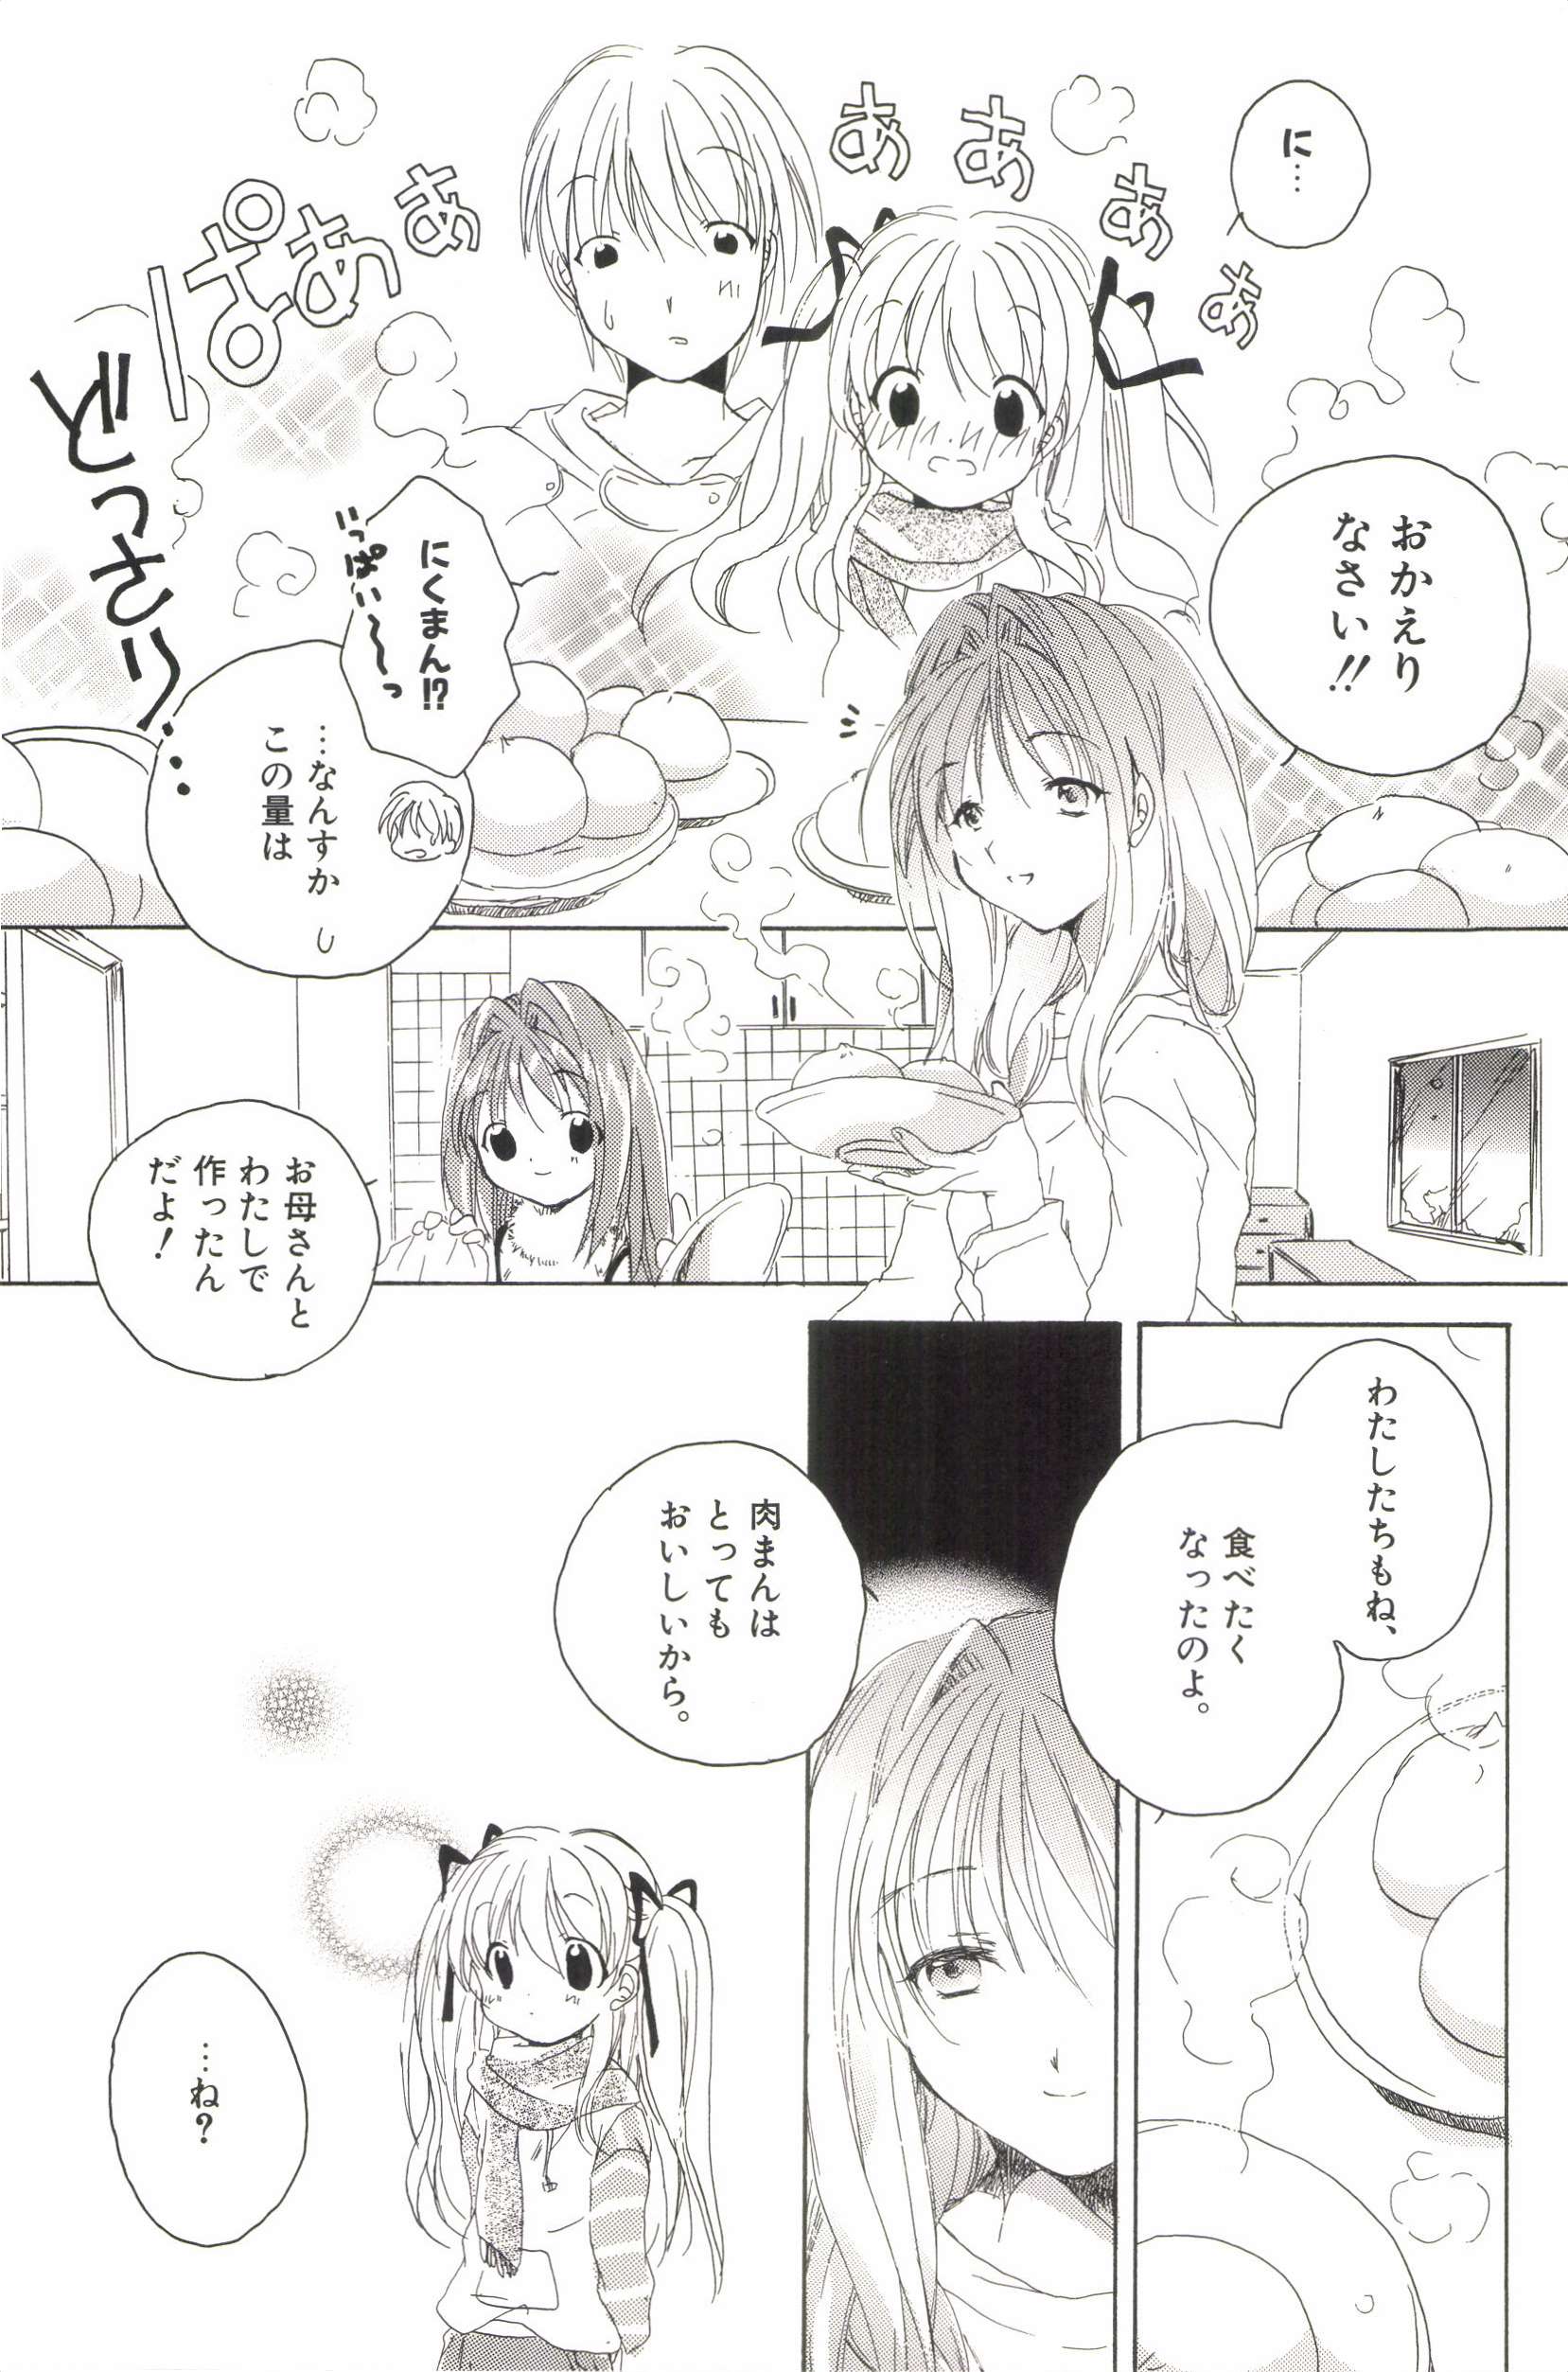 に…
おかえり
なさい!!
ぱあぁぁぁぁぁ
にくまん!?
いっぱい〜〜っ
どっさり…
…なんすか
この量は
お母さんと
わたしで
作ったん
だよ!
わたしたちもね、
食べたく
なったのよ。
肉まんは
とっても
おいしいから。
…ね?